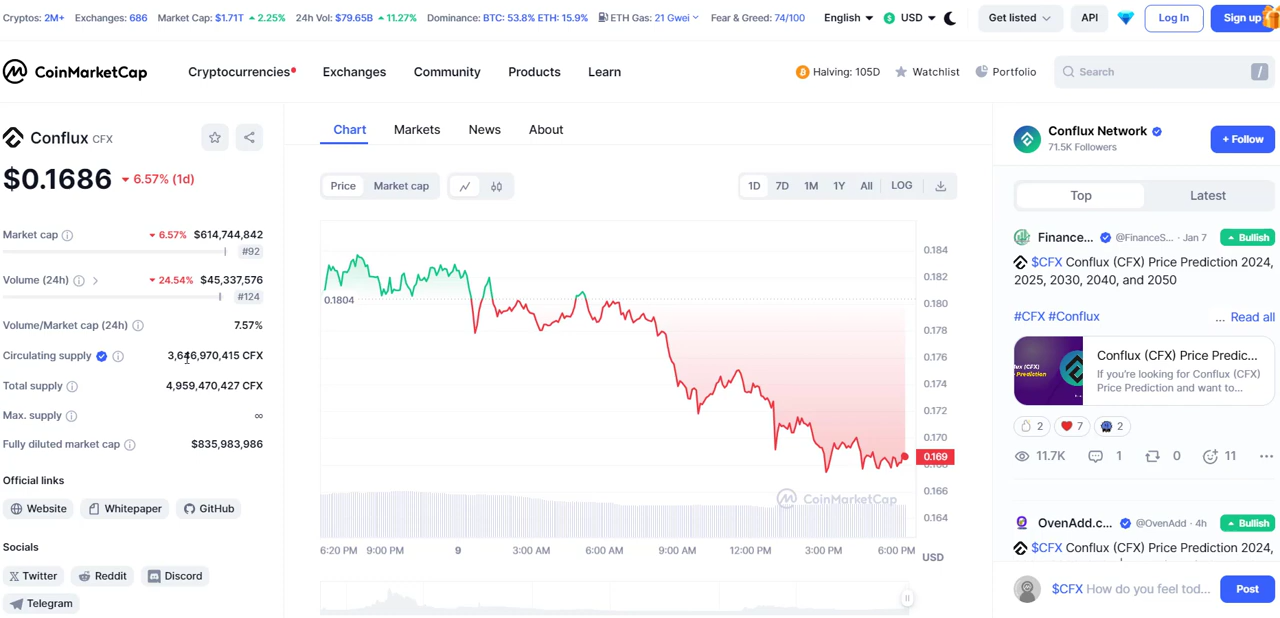 Cryptos: 2M+ Exchanges: 686 Market Cap: $1.71T 2.25% 24h Vol: $79.65B 11.27% Dominance: BTC: 53.8% ETH: 15.9% ETH Gas: 21 Gwei Fear & Greed: 74/100 English USD Get listed API Log In Sign up
CoinMarketCap Cryptocurrencies Exchanges Community Products Learn Halving: 105D Watchlist Portfolio Search /
Conflux CFX
$0.1686 6.57% (1d)
Market cap 6.57% $614,744,842
#92
Volume (24h) 24.54% $45,337,576
#124
Volume/Market cap (24h) 7.57%
Circulating supply 3,646,970,415 CFX
Total supply 4,959,470,427 CFX
Max. supply ∞
Fully diluted market cap $835,983,986
Official links
Website Whitepaper GitHub
Socials
Twitter Reddit Discord
Telegram
Chart Markets News About
Price Market cap 1D 7D 1M 1Y All LOG
0.1804
0.184
0.182
0.180
0.178
0.176
0.174
0.172
0.170
0.169
0.166
0.164
CoinMarketCap
6:20 PM 9:00 PM 9 3:00 AM 6:00 AM 9:00 AM 12:00 PM 3:00 PM 6:00 PM USD
Conflux Network
71.5K Followers
+ Follow
Top Latest
Finance... @FinanceS... · Jan 7 Bullish
$CFX Conflux (CFX) Price Prediction 2024,
2025, 2030, 2040, and 2050
#CFX #Conflux ... Read all
Conflux (CFX) Price Predic...
If you're looking for Conflux (CFX)
Price Prediction and want to...
2 7 2
11.7K 1 0 11 ...
OvenAdd.c... @OvenAdd · 4h Bullish
$CFX Conflux (CFX) Price Prediction 2024,
$CFX How do you feel tod... Post